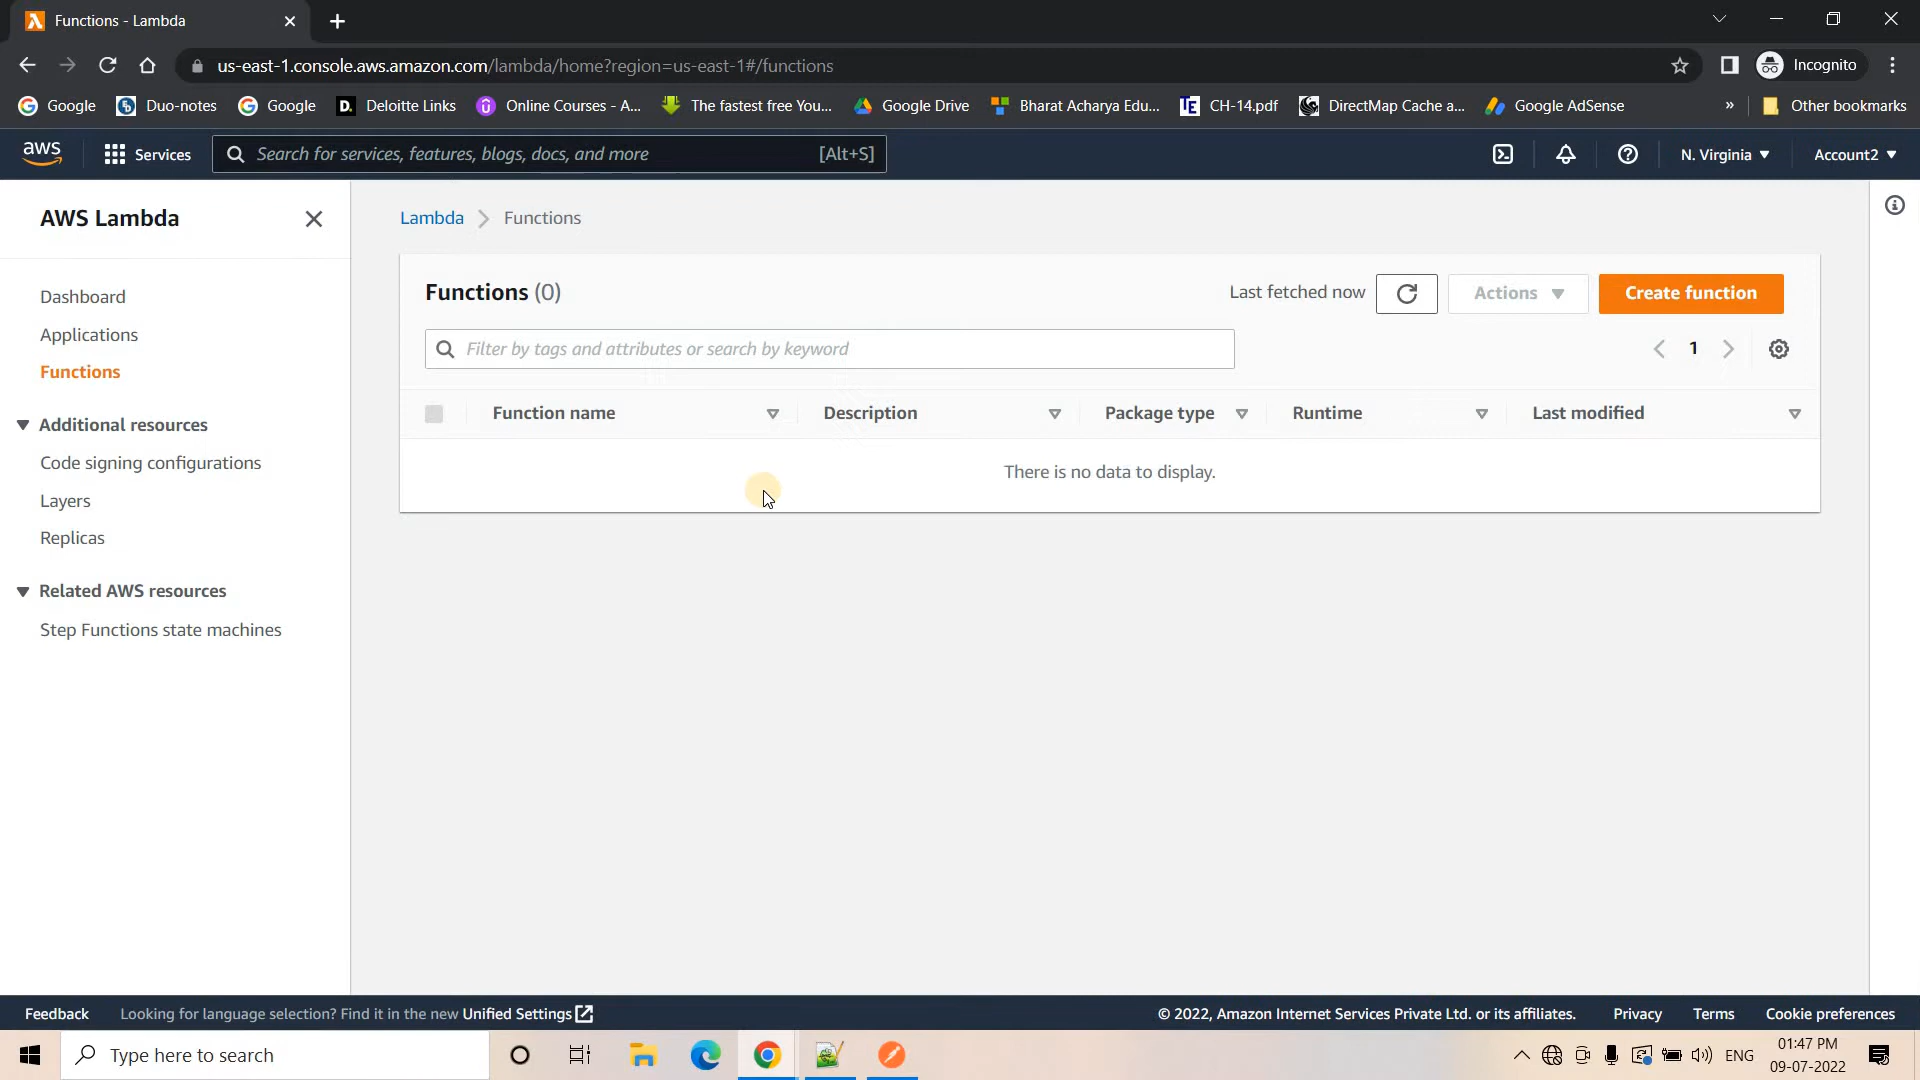 Functions - Lambda
us-east-1.console.aws.amazon.com/lambda/home?region=us-east-1#/functions
Incognito
Google
Duo-notes
Google
D.
Deloitte Links
Online Courses - A...
The fastest free You...
Google Drive
Bharat Acharya Edu...
TE
CH-14.pdf
DirectMap Cache a...
Google AdSense
»
Other bookmarks
aws
Services
Search for services, features, blogs, docs, and more
[Alt+S]
N. Virginia
Account2
AWS Lambda
Dashboard
Applications
Functions
Additional resources
Code signing configurations
Layers
Replicas
Related AWS resources
Step Functions state machines
Lambda
Functions
Functions (0)
Last fetched now
Actions
Create function
Filter by tags and attributes or search by keyword
1
Function name
Description
Package type
Runtime
Last modified
There is no data to display.
Feedback
Looking for language selection? Find it in the new Unified Settings
© 2022, Amazon Internet Services Private Ltd. or its affiliates.
Privacy
Terms
Cookie preferences
Type here to search
ENG
01:47 PM
09-07-2022